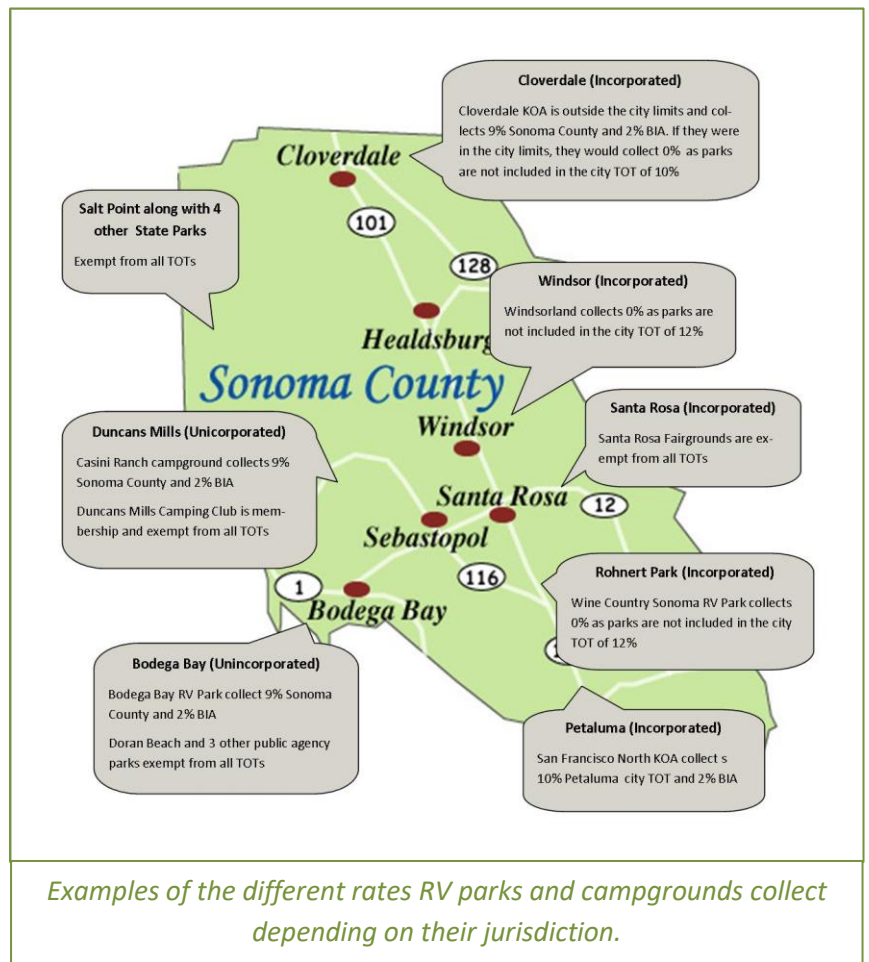 Cloverdale (Incorporated)
Cloverdale KOA is outside the city limits and col-
lects 9% Sonoma County and 2% BIA. If they were
in the city limits, they would collect 0% as parks
are not included in the city TOT of 10%
Cloverdale
Salt Point along with 4
other State Parks
Exempt from all TOTs
101
128
Windsor (Incorporated)
Windsorland collects 0% as parks are
not included in the city TOT of 12%
Healdsburg
Sonoma County
Santa Rosa (Incorporated)
Santa Rosa Fairgrounds are ex-
empt from all TOTs
Duncans Mills (Unicorporated)
Casini Ranch campground collects 9%
Sonoma County and 2% BIA
Duncans Mills Camping Club is mem-
bership and exempt from all TOTs
Windsor
Santa Rosa
12
Sebastopol
116
Rohnert Park (Incorporated)
Wine Country Sonoma RV Park collects
0% as parks are not included in the city
TOT of 12%
1
Bodega Bay
Bodega Bay (Unincorporated)
Bodega Bay RV Park collect 9% Sonoma
County and 2% BIA
Doran Beach and 3 other public agency
parks exempt from all TOTs
Petaluma (Incorporated)
San Francisco North KOA collect s
10% Petaluma city TOT and 2% BIA
Examples of the different rates RV parks and campgrounds collect
depending on their jurisdiction.